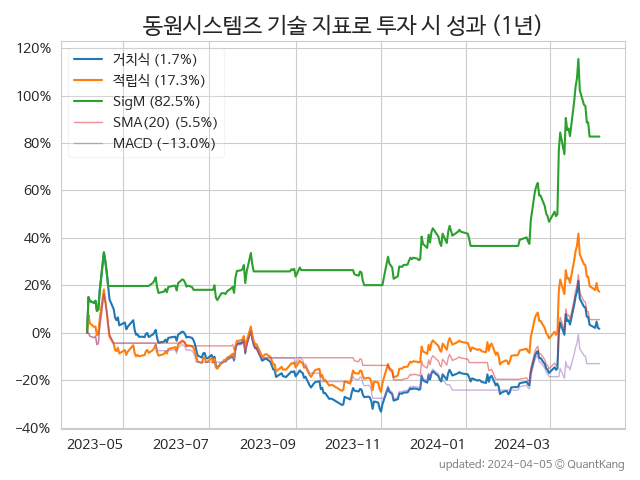 동원시스템즈 기술 지표로 투자 시 성과 (1년)
120%
100%
80%
60%
40%
20%
0%
−20%
−40%
거치식 (1.7%)
적립식 (17.3%)
SigM (82.5%)
SMA(20) (5.5%)
MACD (−13.0%)
2023-05 2023-07 2023-09 2023-11 2024-01 2024-03
updated: 2024-04-05 © QuantKang